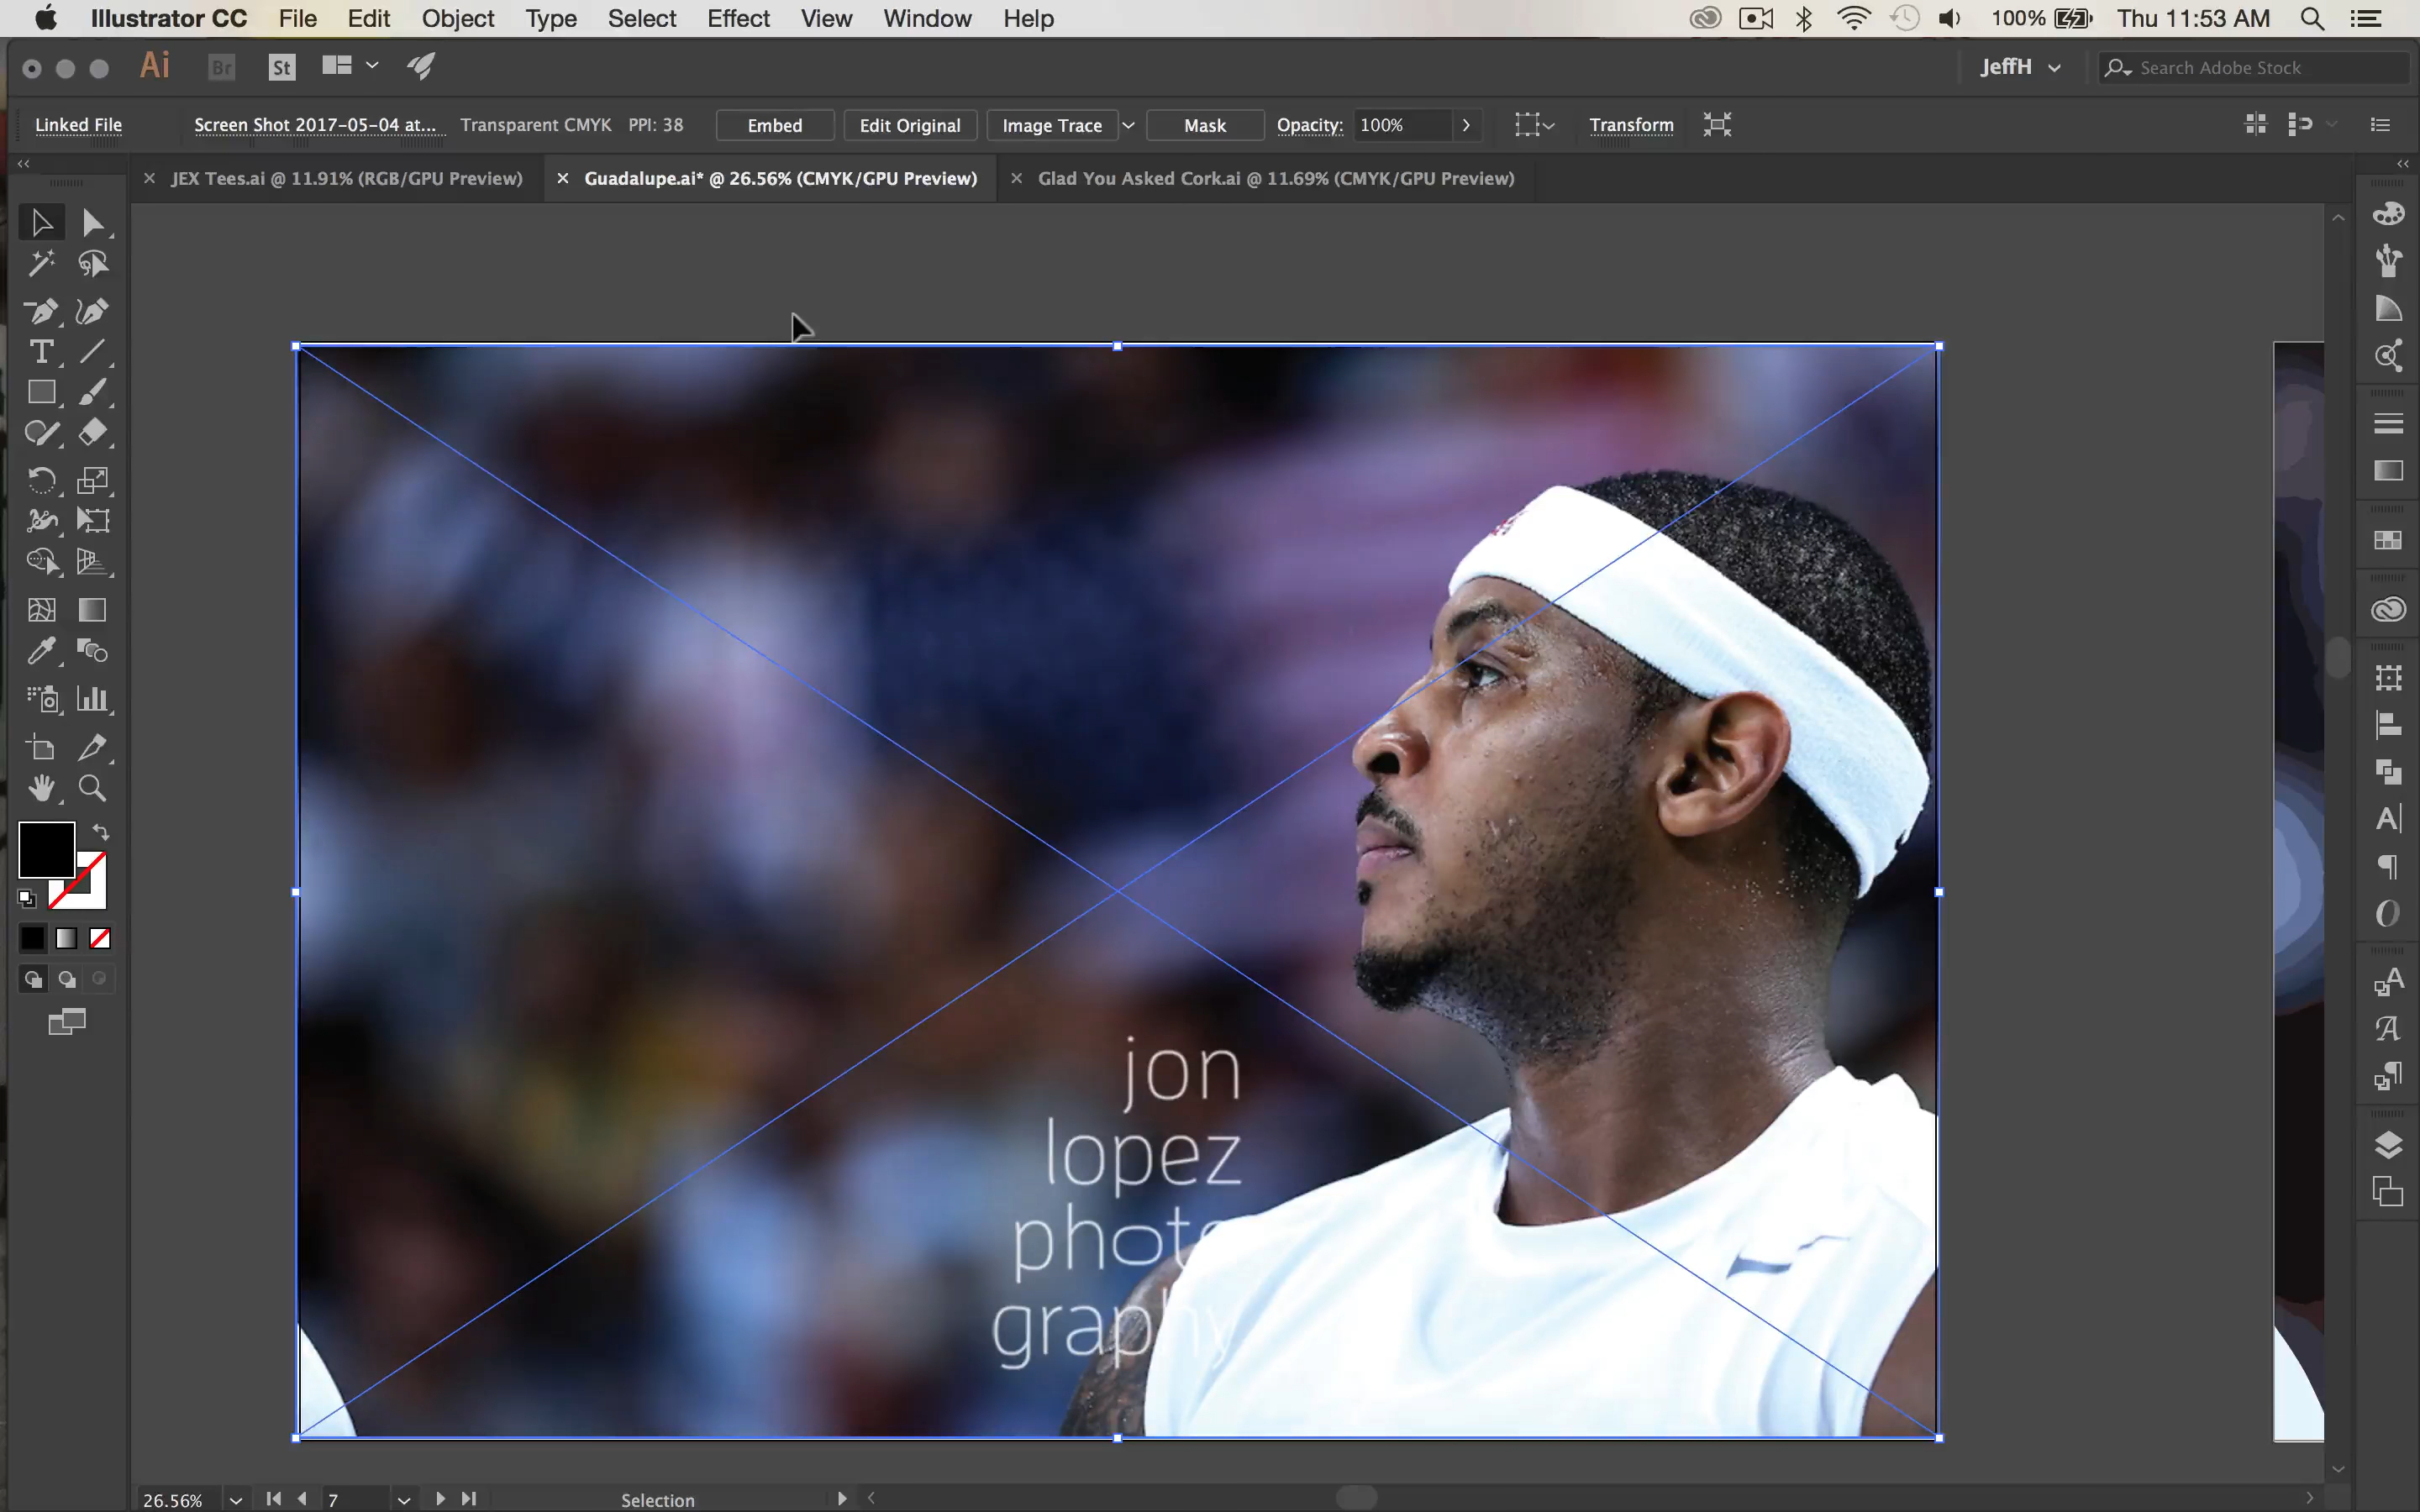 Illustrator CC File Edit Object Type Select Effect View Window Help 100% Thu 11:53 AM
Ai Br St JeffH Search Adobe Stock
Linked File Screen Shot 2017-05-04 at... Transparent CMYK PPI: 38 Embed Edit Original Image Trace Mask Opacity: 100% Transform
JEX Tees.ai @ 11.91% (RGB/GPU Preview) Guadalupe.ai* @ 26.56% (CMYK/GPU Preview) Glad You Asked Cork.ai @ 11.69% (CMYK/GPU Preview)
jon
lopez
photo
graphy
26.56% 7 Selection